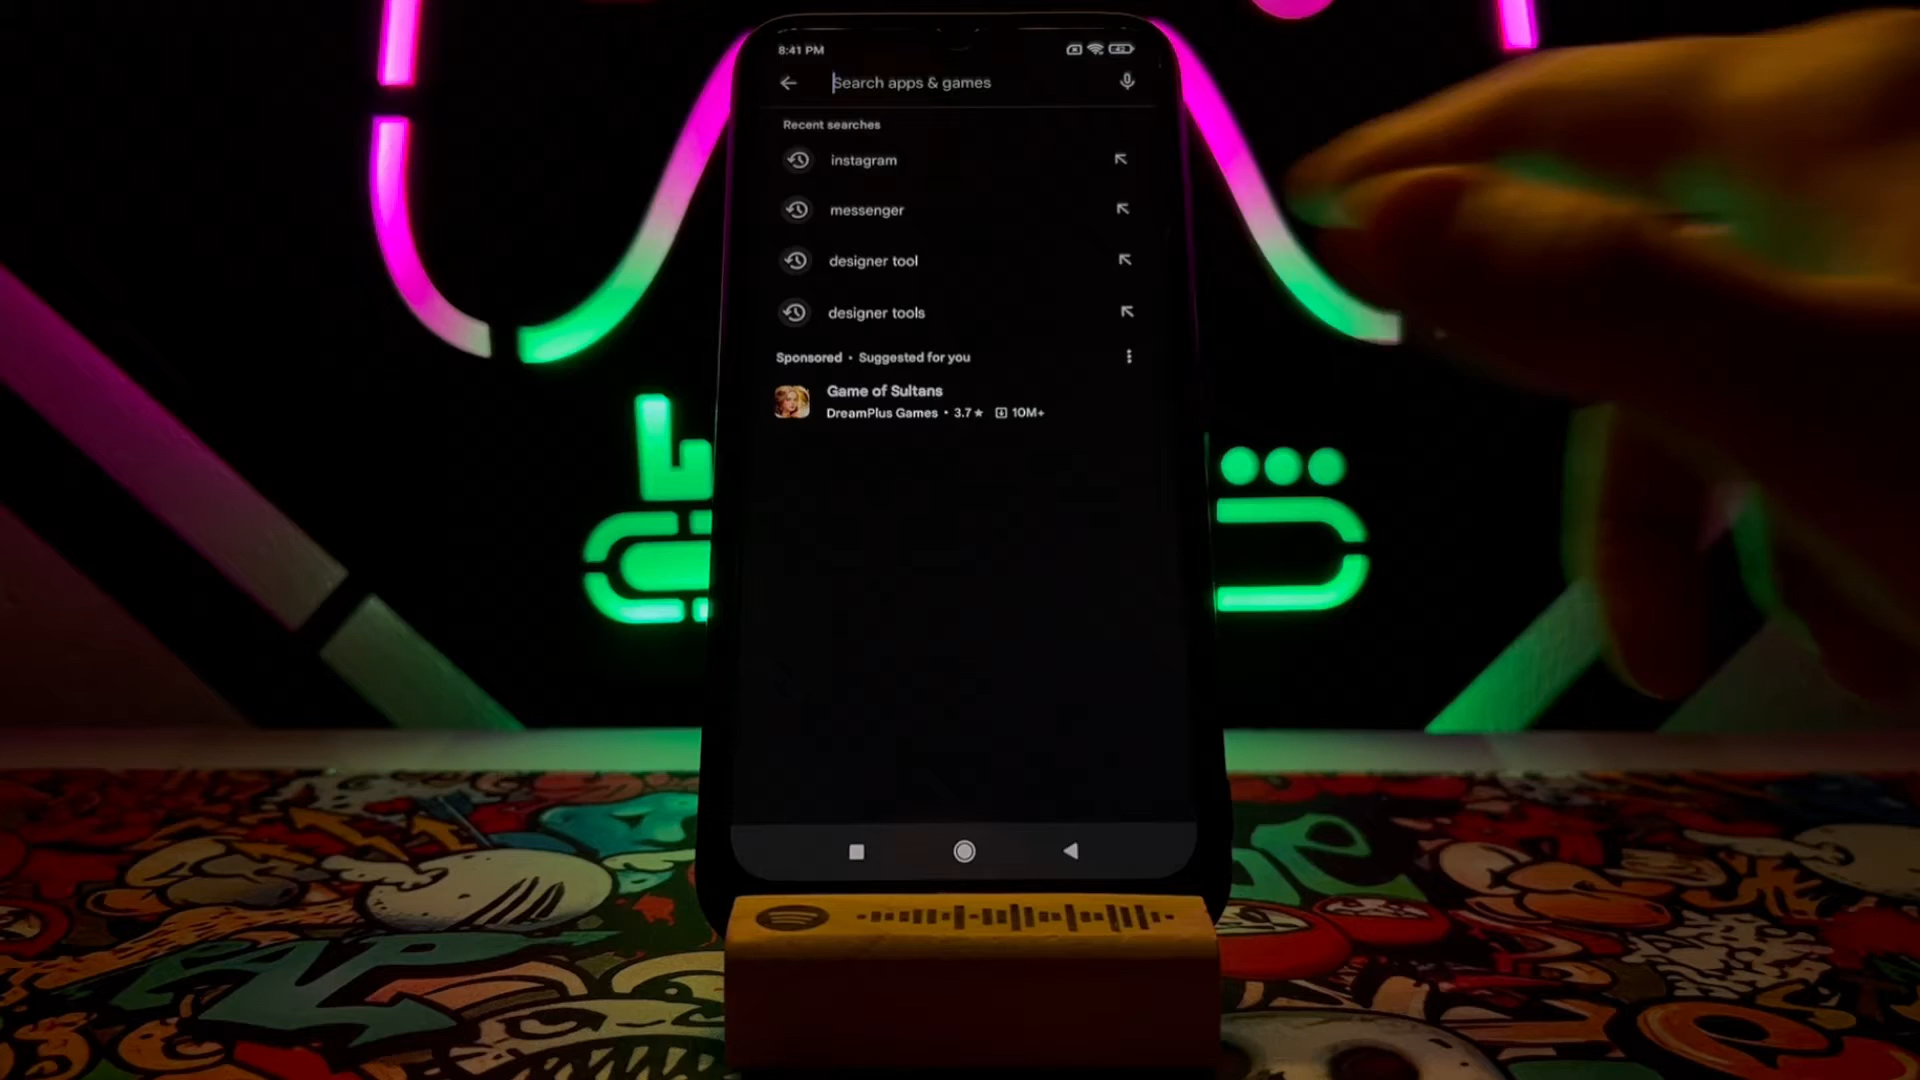 8:41 PM
Search apps & games
Recent searches
instagram
messenger
designer tool
designer tools
Sponsored • Suggested for you
Game of Sultans
DreamPlus Games • 3.7★ 10M+